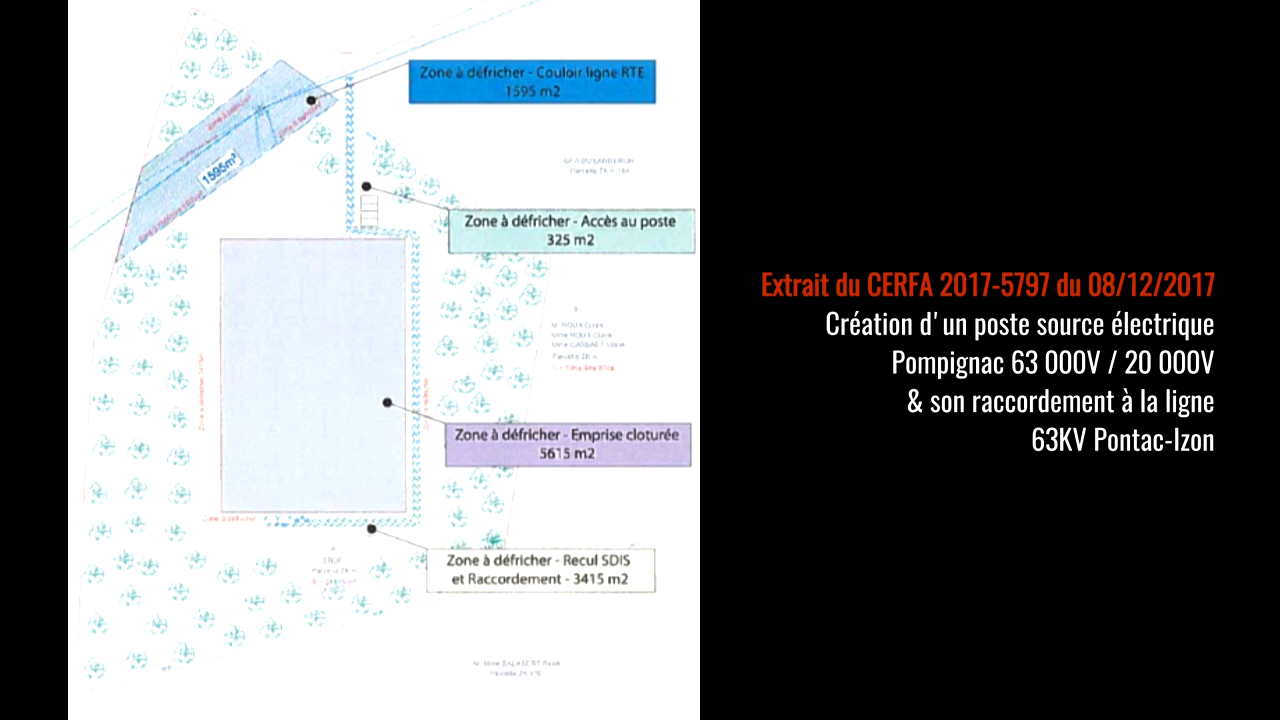 Zone à défricher - Couloir ligne RTE
1595 m2
1595m²
Zone à défricher - Accès au poste
325 m2
Zone à défricher - Emprise cloturée
5615 m2
Zone à défricher - Recul SDIS
et Raccordement - 3415 m2
Extrait du CERFA 2017-5797 du 08/12/2017
Création d'un poste source électrique
Pompignac 63 000V / 20 000V
& son raccordement à la ligne
63KV Pontac-Izon